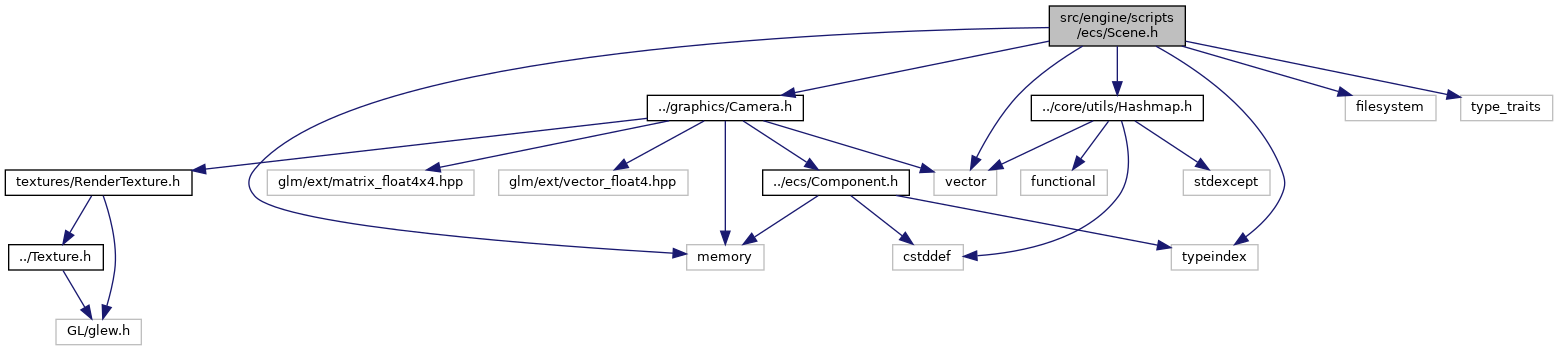 src/engine/scripts
/ecs/Scene.h
../graphics/Camera.h
../core/utils/Hashmap.h
filesystem
type_traits
textures/RenderTexture.h
glm/ext/matrix_float4x4.hpp
glm/ext/vector_float4.hpp
../ecs/Component.h
vector
functional
stdexcept
../Texture.h
memory
cstddef
typeindex
GL/glew.h